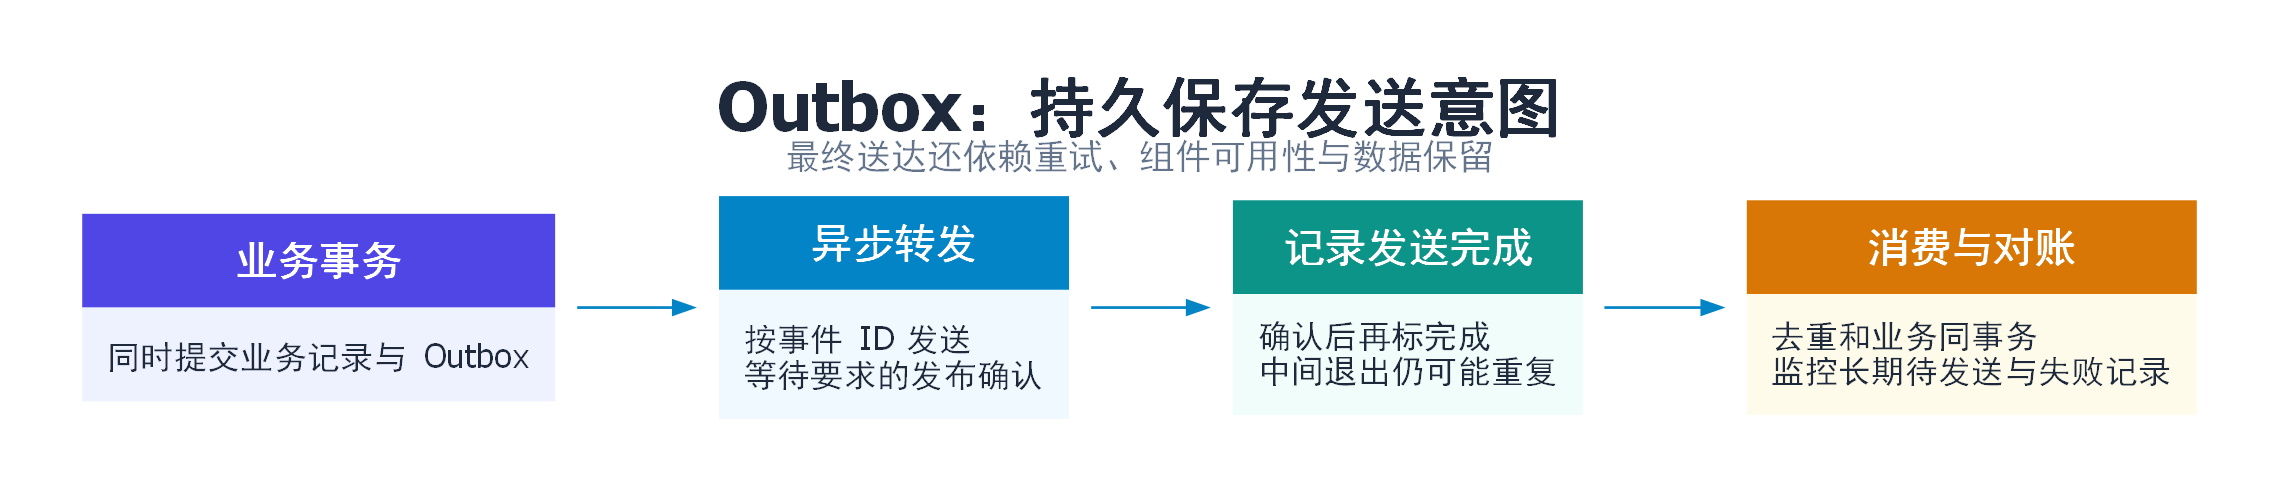 Outbox：持久保存发送意图
最终送达还依赖重试、组件可用性与数据保留
业务事务
同时提交业务记录与 Outbox
异步转发
按事件 ID 发送
等待要求的发布确认
记录发送完成
确认后再标完成
中间退出仍可能重复
消费与对账
去重和业务同事务
监控长期待发送与失败记录